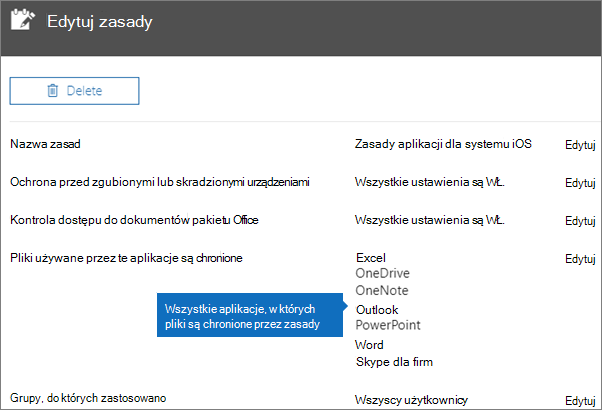 Edytuj zasady
Delete
Nazwa zasad Zasady aplikacji dla systemu iOS Edytuj
Ochrona przed zgubionymi lub skradzionymi urządzeniami Wszystkie ustawienia są WŁ. Edytuj
Kontrola dostępu do dokumentów pakietu Office Wszystkie ustawienia są WŁ. Edytuj
Pliki używane przez te aplikacje są chronione Excel Edytuj
OneDrive
OneNote
Wszystkie aplikacje, w których
pliki są chronione przez zasady
Outlook
PowerPoint
Word
Skype dla firm
Grupy, do których zastosowano Wszyscy użytkownicy Edytuj